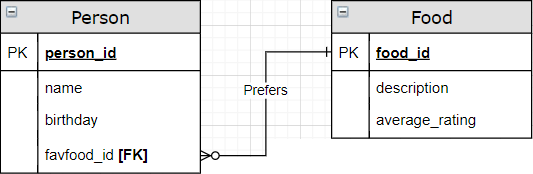 Person
PK person_id
name
birthday
favfood_id [FK]
Prefers
Food
PK food_id
description
average_rating